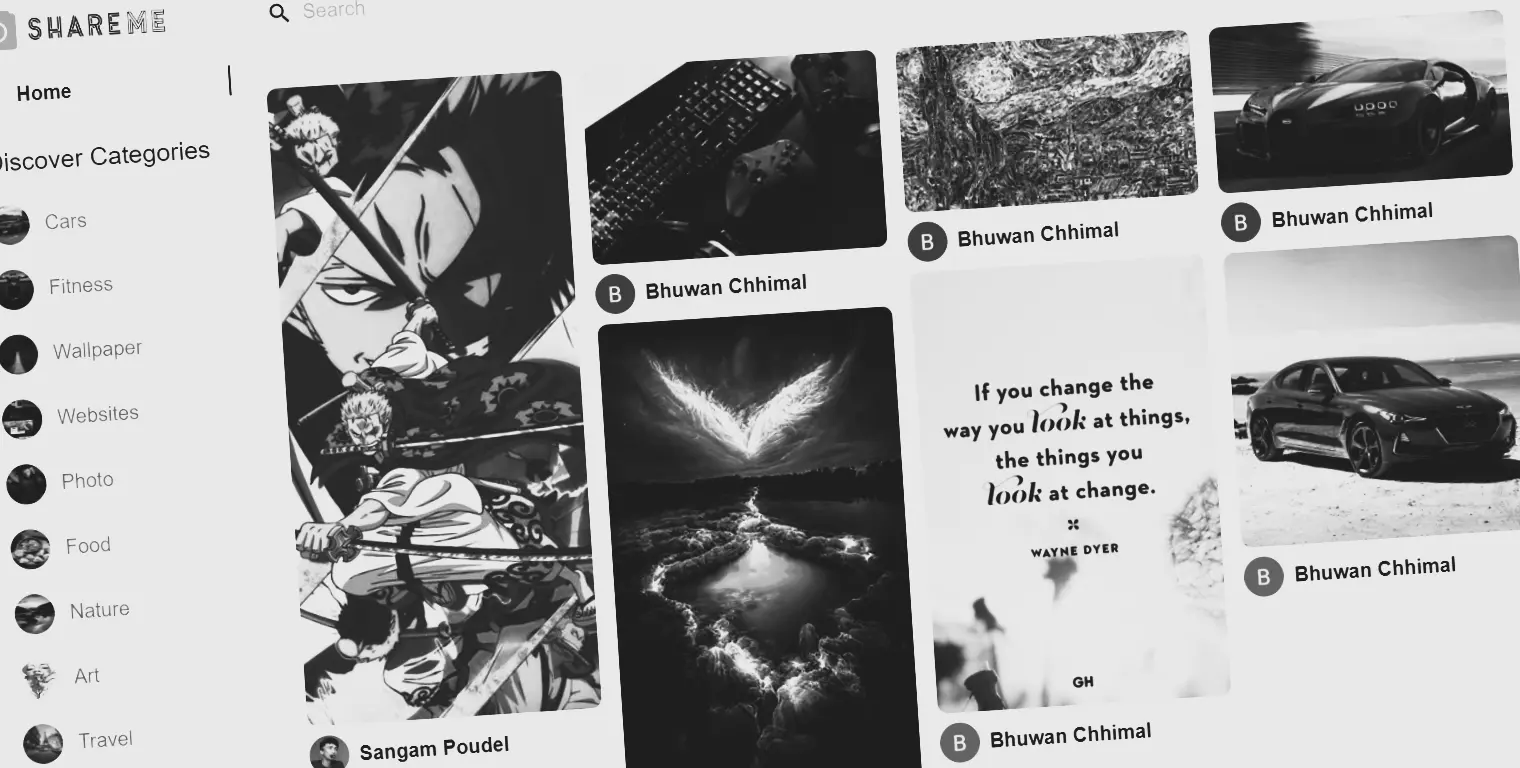 SHAREME
Search
Home
Discover Categories
Cars
Fitness
Wallpaper
Websites
Photo
Food
Nature
Art
Travel
Sangam Poudel
B Bhuwan Chhimal
B Bhuwan Chhimal
If you change the
way you look at things,
the things you
look at change.
WAYNE DYER
GH
B Bhuwan Chhimal
B Bhuwan Chhimal
B Bhuwan Chhimal